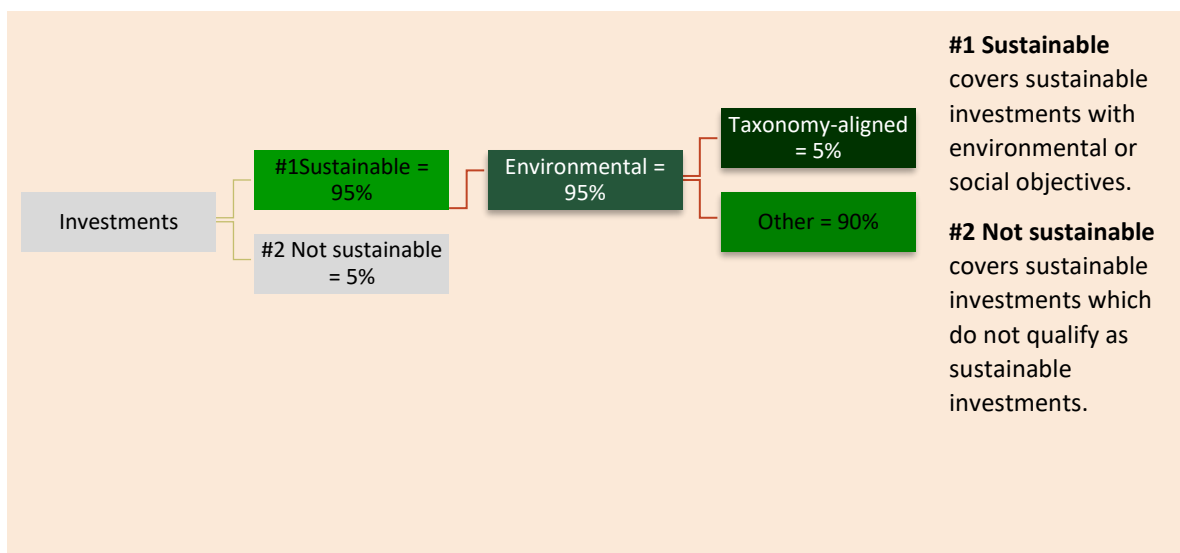 Investments
#1Sustainable =
95%
#2 Not sustainable
= 5%
Environmental =
95%
Taxonomy-aligned
= 5%
Other = 90%
#1 Sustainable
covers sustainable
investments with
environmental or
social objectives.
#2 Not sustainable
covers sustainable
investments which
do not qualify as
sustainable
investments.